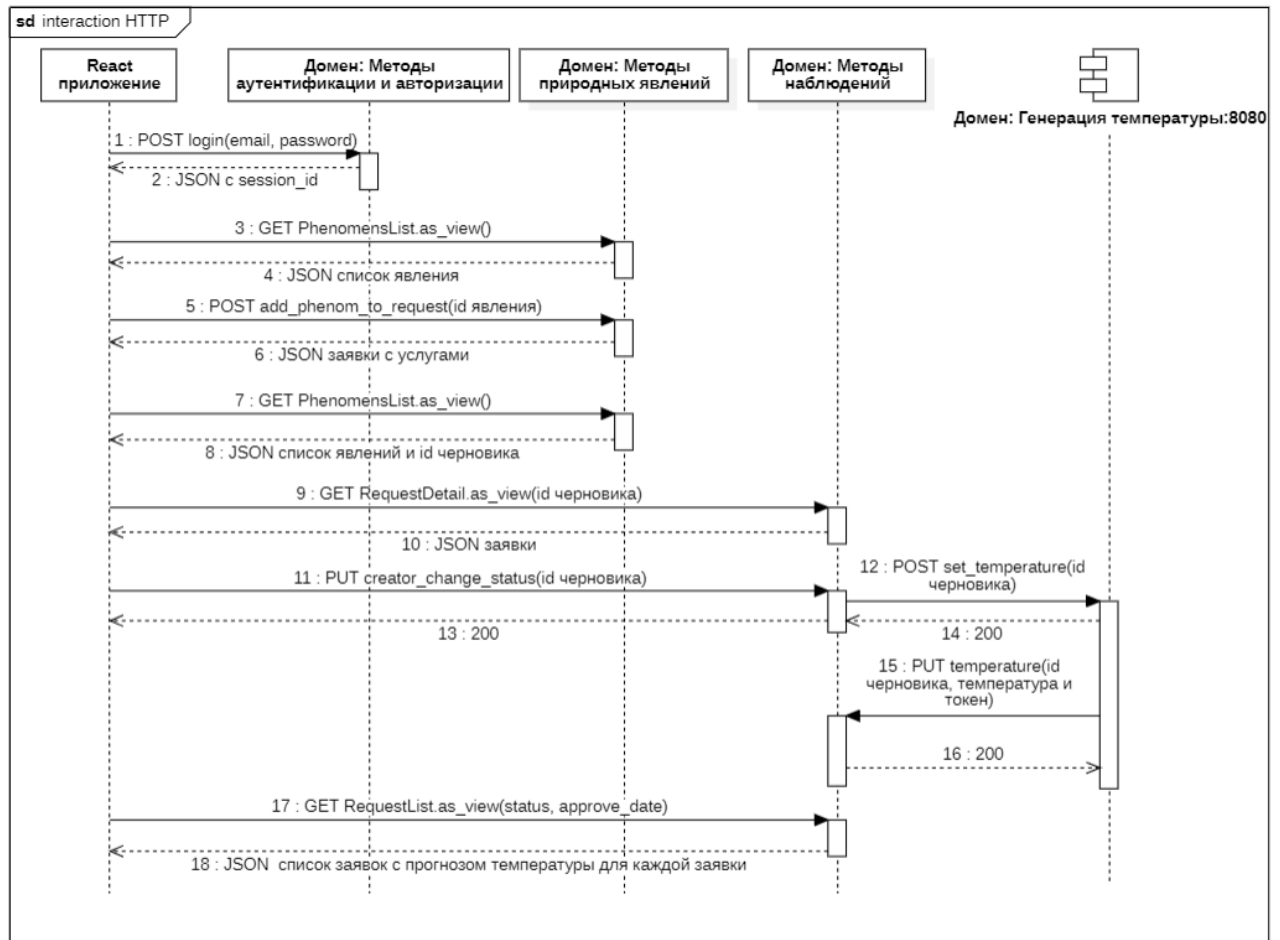 sd interaction HTTP
React
приложение
Домен: Методы
аутентификации и авторизации
Домен: Методы
природных явлений
Домен: Методы
наблюдений
Домен: Генерация температуры:8080
1 : POST login(email, password)
2 : JSON с session_id
3 : GET PhenomensList.as_view()
4 : JSON список явления
5 : POST add_phenom_to_request(id явления)
6 : JSON заявки с услугами
7 : GET PhenomensList.as_view()
8 : JSON список явлений и id черновика
9 : GET RequestDetail.as_view(id черновика)
10 : JSON заявки
11 : PUT creator_change_status(id черновика)
12 : POST set_temperature(id
черновика)
13 : 200
14 : 200
15 : PUT temperature(id
черновика, температура и
токен)
16 : 200
17 : GET RequestList.as_view(status, approve_date)
18 : JSON  список заявок с прогнозом температуры для каждой заявки